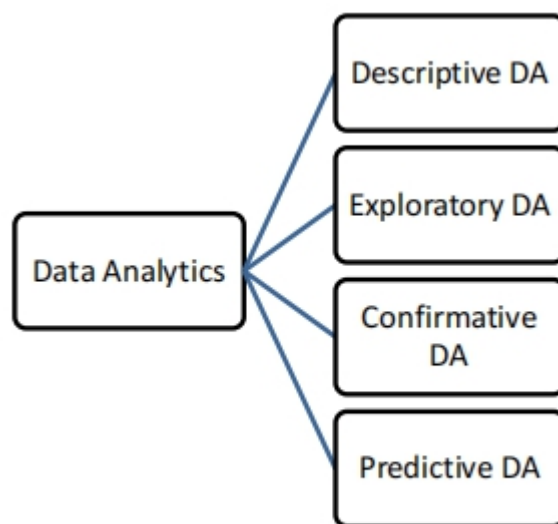 Descriptive DA
Exploratory DA
Data Analytics
Confirmative
DA
Predictive DA